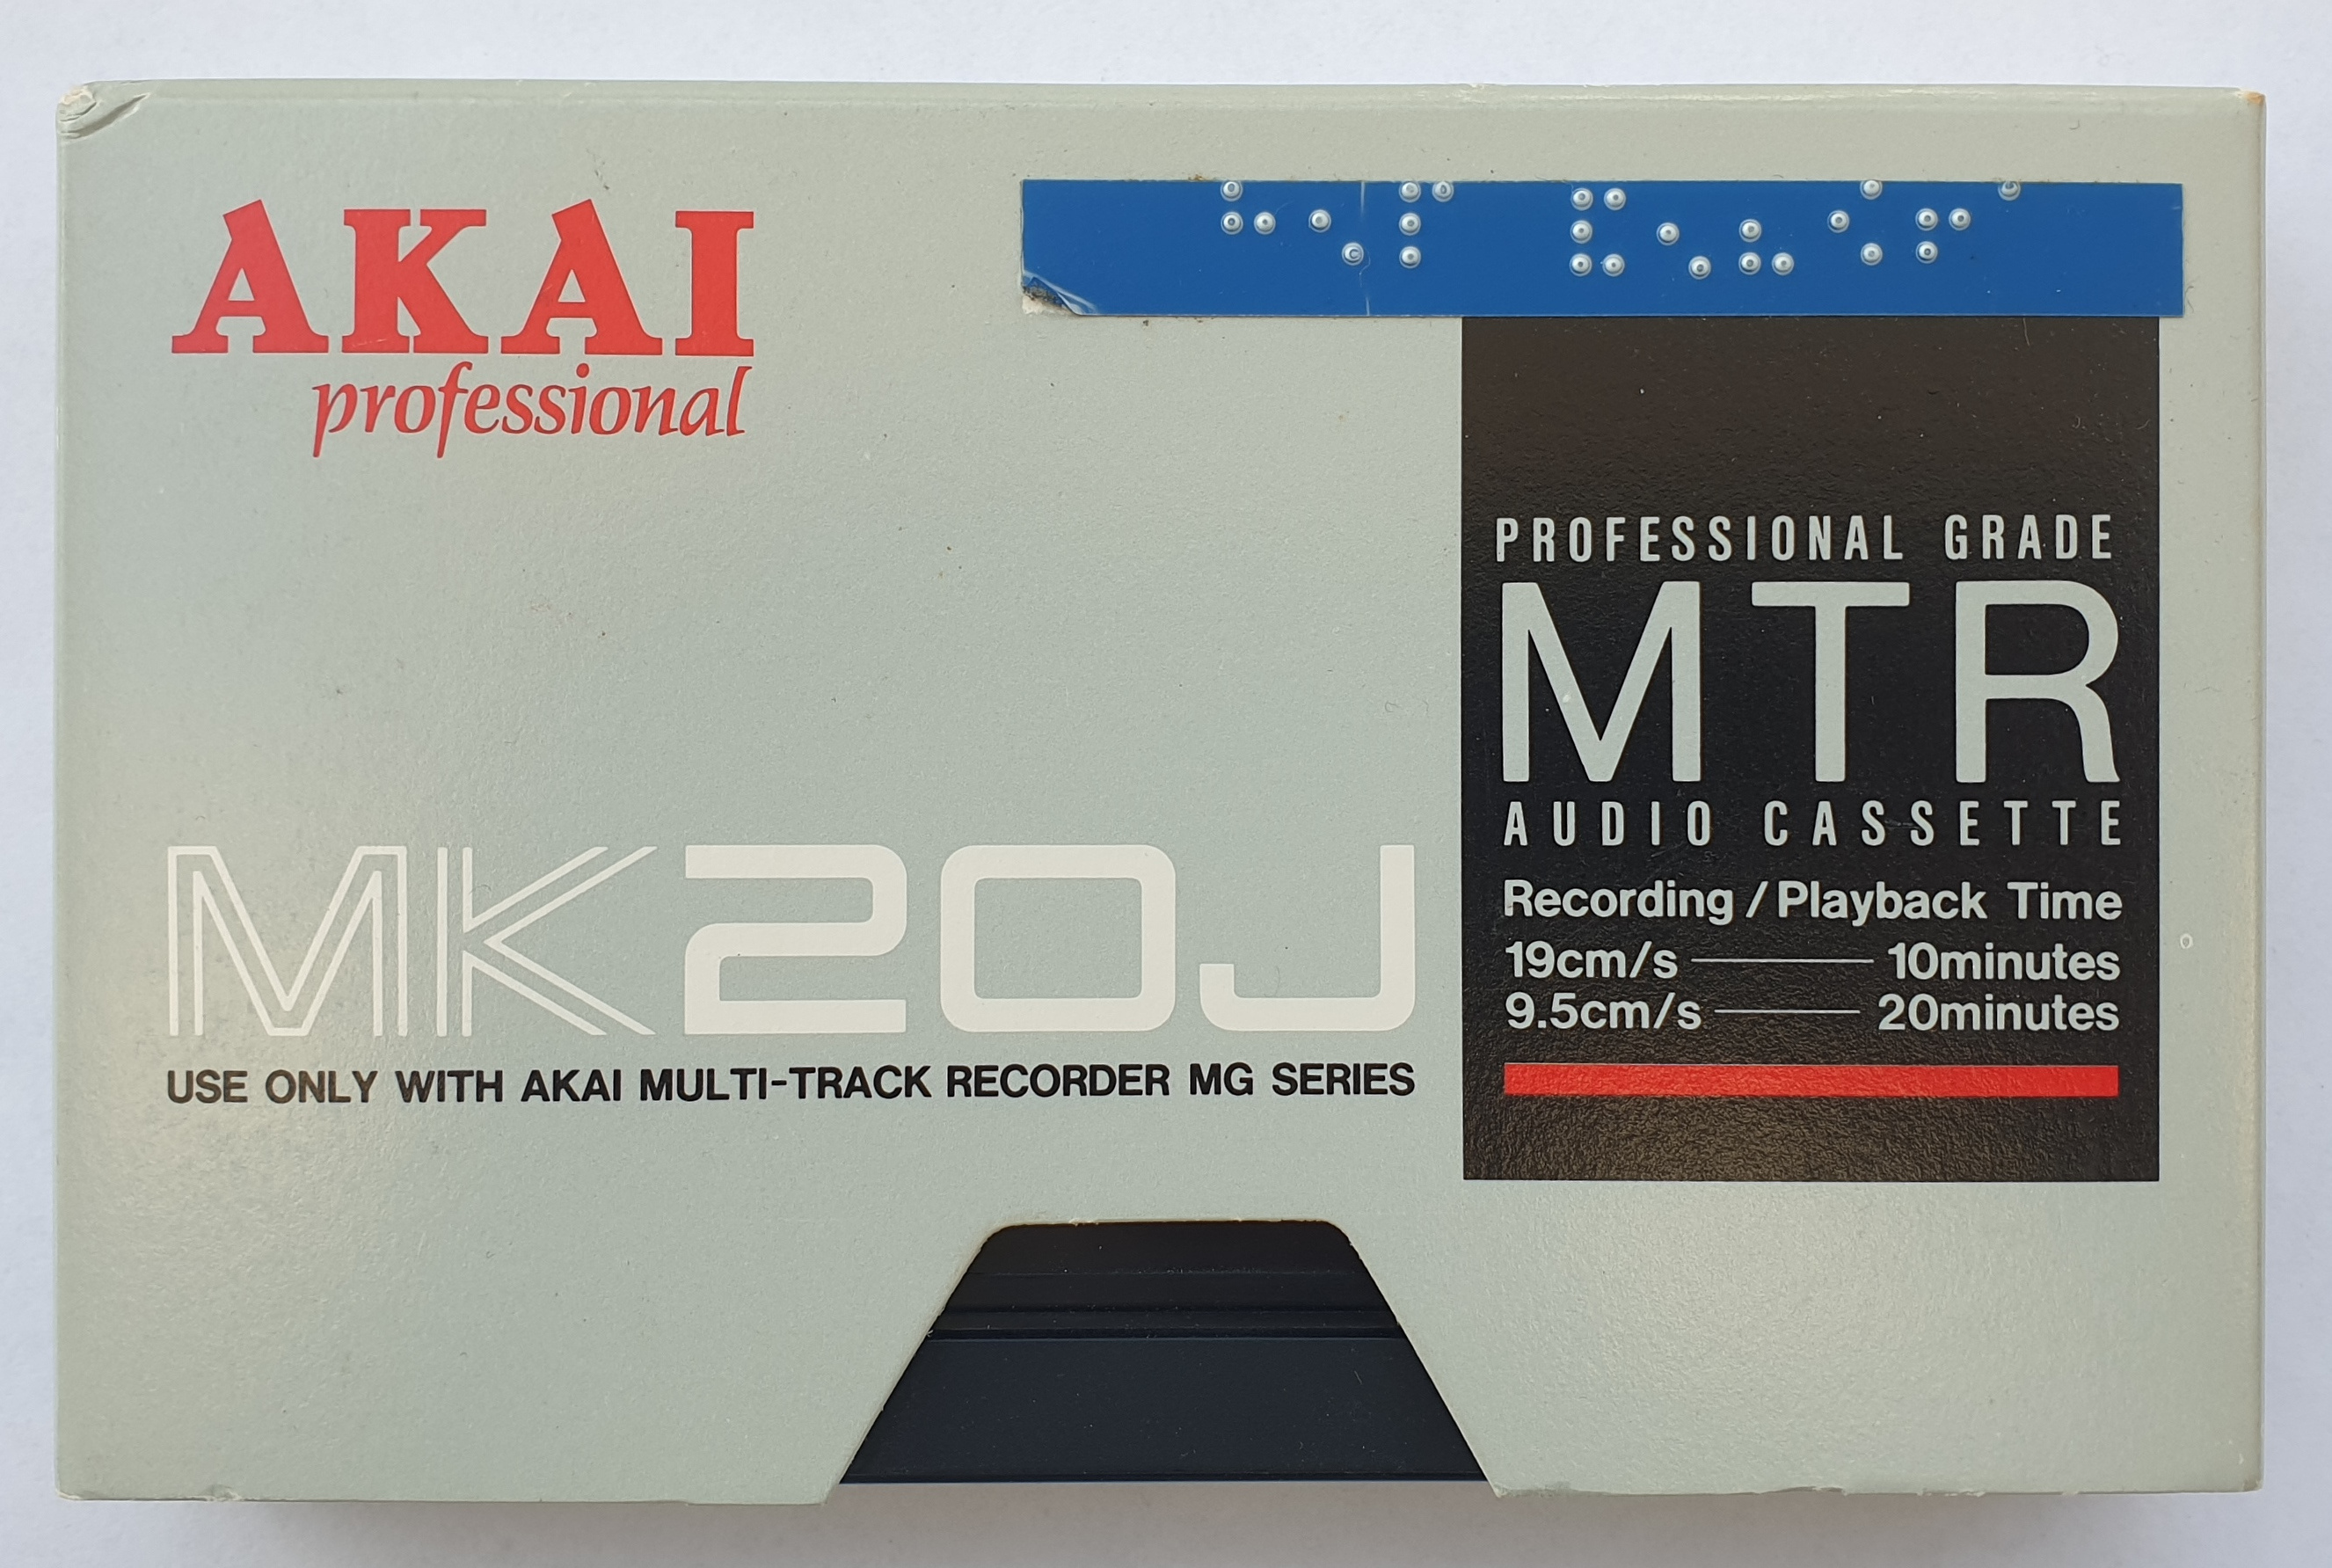 ⠠⠚⠕⠙⠑⠽ ⠼⠑⠲
AKAI
professional
PROFESSIONAL GRADE
MTR
AUDIO CASSETTE
Recording / Playback Time
19cm/s — 10minutes
9.5cm/s — 20minutes
MK20J
USE ONLY WITH AKAI MULTI-TRACK RECORDER MG SERIES